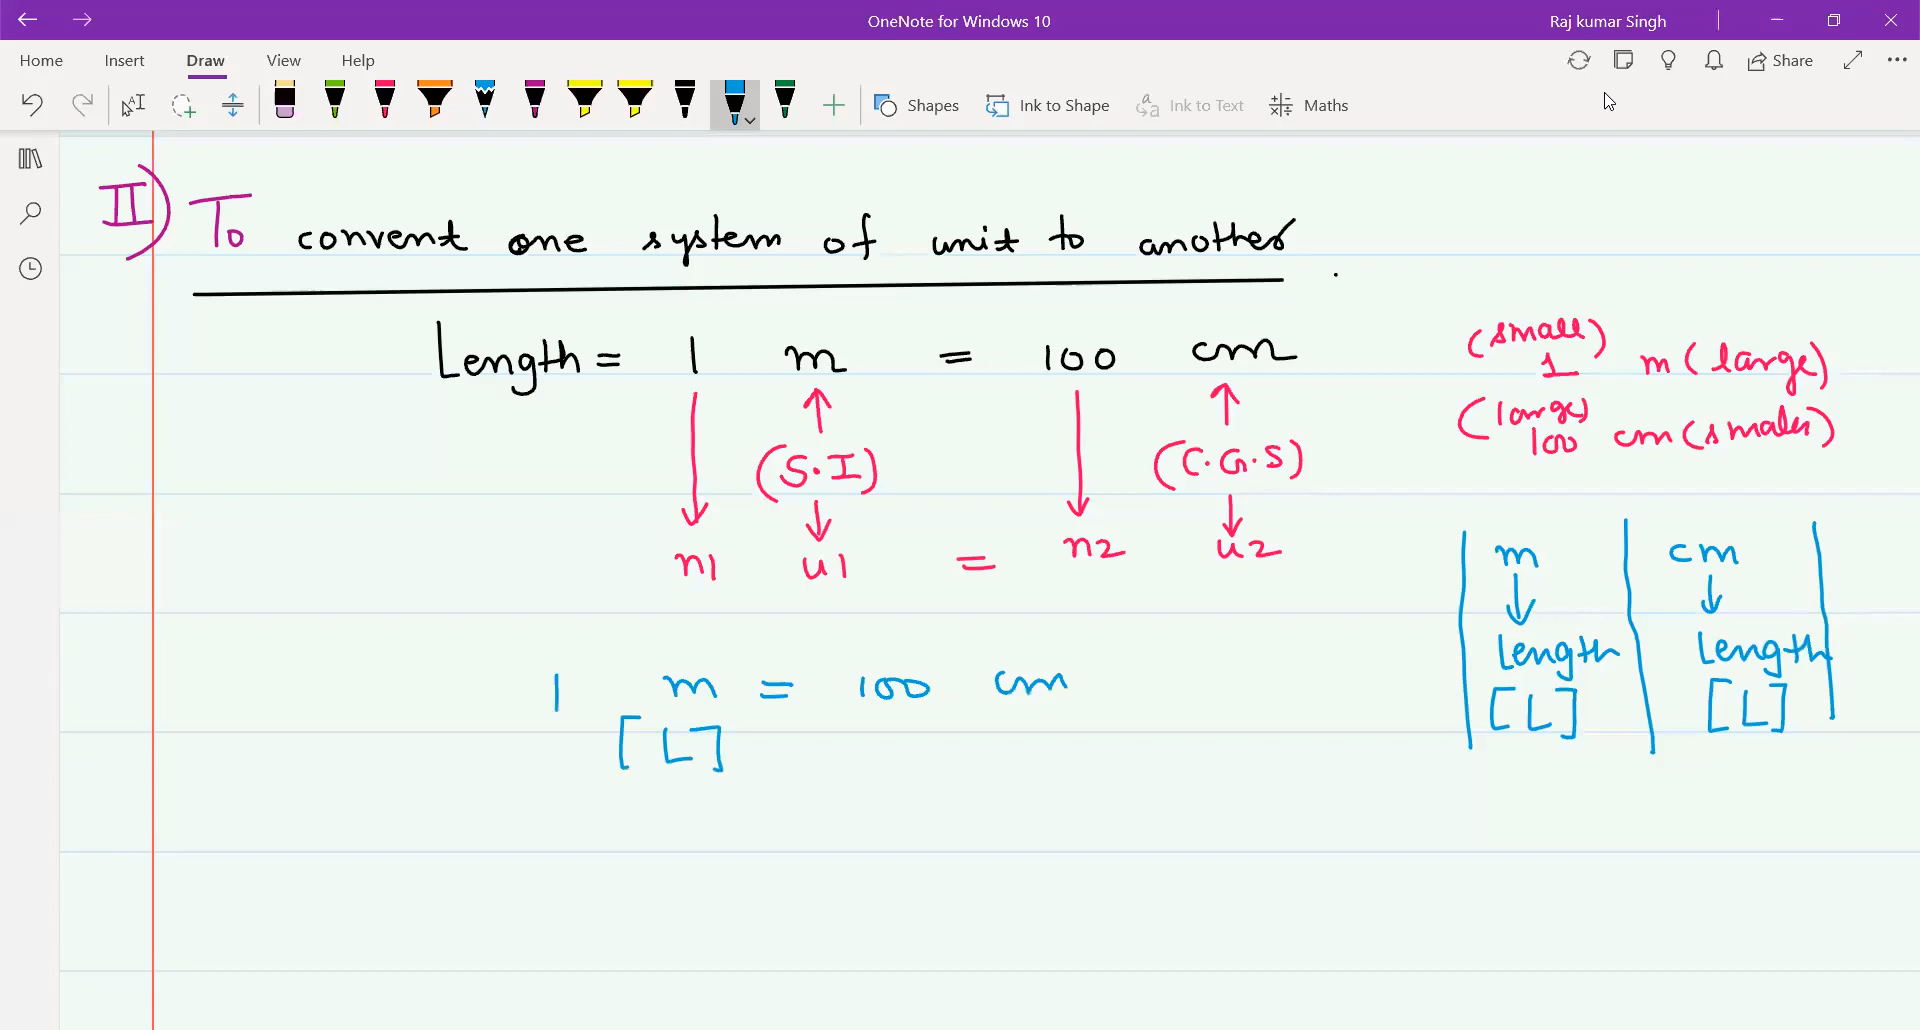 OneNote for Windows 10
Raj kumar Singh
Home Insert Draw View Help
Share
Shapes Ink to Shape Ink to Text Maths
II) To convent one system of unit to another
Length = 1 m = 100 cm
(S.I) (C.G.S)
n1 u1 = n2 u2
(small)
1 m (large)
(large)
100 cm (smaler)
m cm
Length Length
[L] [L]
1 m = 100 cm
[L]